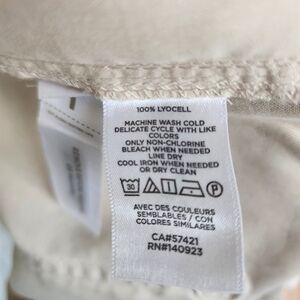 100% LYOCELL
MACHINE WASH COLD
DELICATE CYCLE WITH LIKE
COLORS
ONLY NON-CHLORINE
BLEACH WHEN NEEDED
LINE DRY
COOL IRON WHEN NEEDED
OR DRY CLEAN
30 P
AVEC DES COULEURS
SEMBLABLES / CON
COLORES SIMILARES
CA#57421
RN#140923